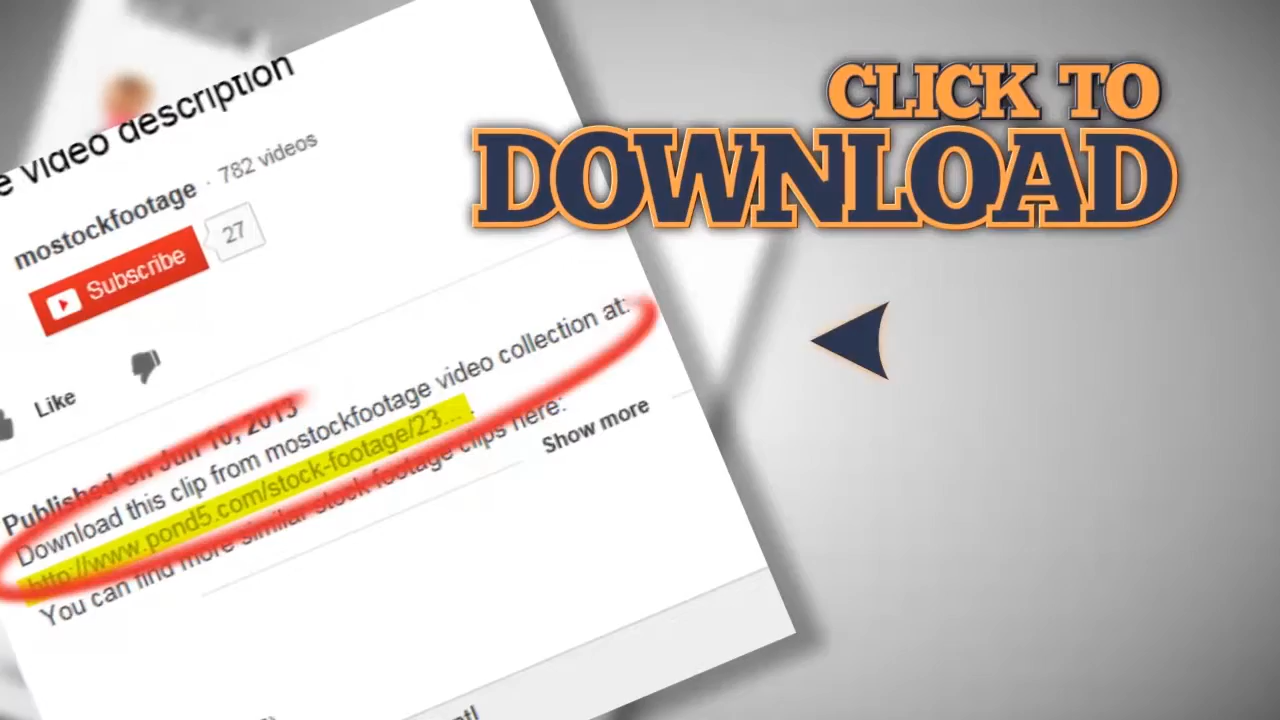 CLICK TO
DOWNLOAD
e video description
mostockfootage · 782 videos
Subscribe
27
Like
Published on Jun 10, 2013
Download this clip from mostockfootage video collection at:
http://www.pond5.com/stock-footage/23... .
You can find more similar stock footage clips here:
Show more